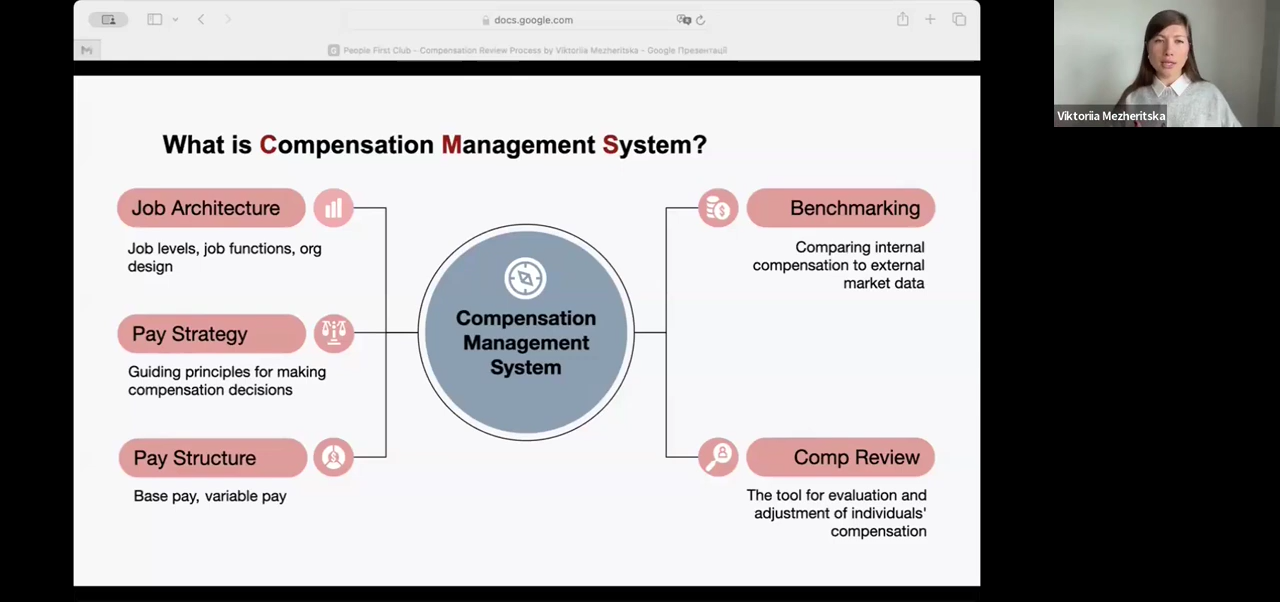 docs.google.com
People First Club - Compensation Review Process by Viktoriia Mezheritska - Google Презентації
Viktoriia Mezheritska
What is Compensation Management System?
Job Architecture
Job levels, job functions, org
design
Pay Strategy
Guiding principles for making
compensation decisions
Pay Structure
Base pay, variable pay
Compensation
Management
System
Benchmarking
Comparing internal
compensation to external
market data
Comp Review
The tool for evaluation and
adjustment of individuals'
compensation